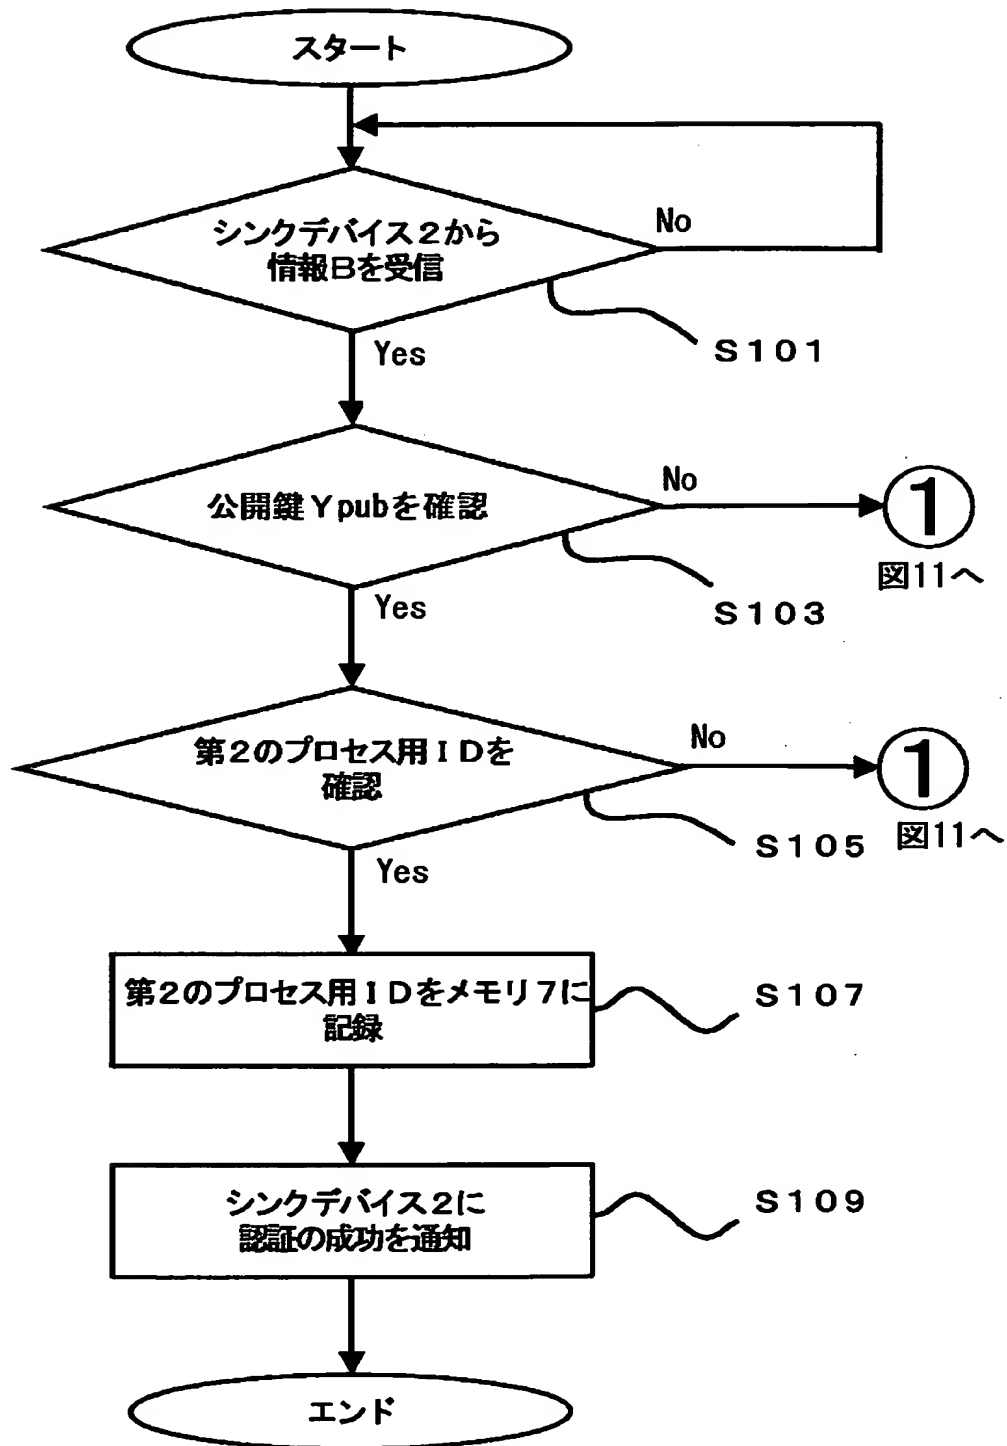 スタート
シンクデバイス2から
情報Bを受信
No
S101
Yes
公開鍵Ypubを確認
No
①
図11へ
S103
Yes
第2のプロセス用IDを
確認
No
①
図11へ
S105
Yes
第2のプロセス用IDをメモリ7に
記録
S107
シンクデバイス2に
認証の成功を通知
S109
エンド